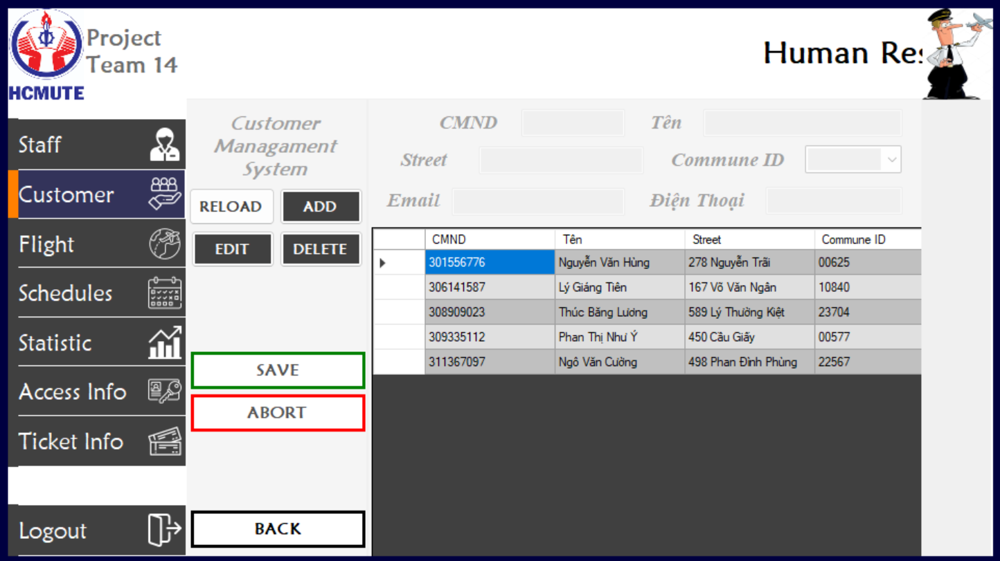 Project
Team 14
HCMUTE
Human Res
Staff
Customer
Flight
Schedules
Statistic
Access Info
Ticket Info
Logout
Customer
Managament
System
RELOAD ADD
EDIT DELETE
SAVE
ABORT
BACK
CMND Tên
Street Commune ID
Email Điện Thoại
CMND Tên Street Commune ID
301556776 Nguyễn Văn Hùng 278 Nguyễn Trãi 00625
306141587 Lý Giáng Tiên 167 Võ Văn Ngân 10840
308909023 Thúc Băng Lương 589 Lý Thường Kiệt 23704
309335112 Phan Thị Như Ý 450 Cầu Giấy 00577
311367097 Ngô Văn Cường 498 Phan Đình Phùng 22567